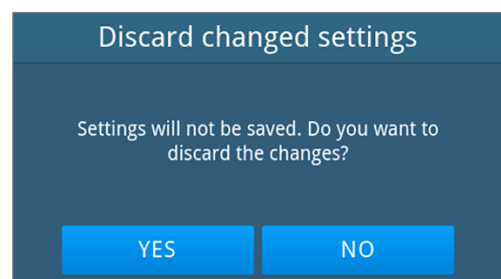 Discard changed settings
Settings will not be saved. Do you want to
discard the changes?
YES
NO